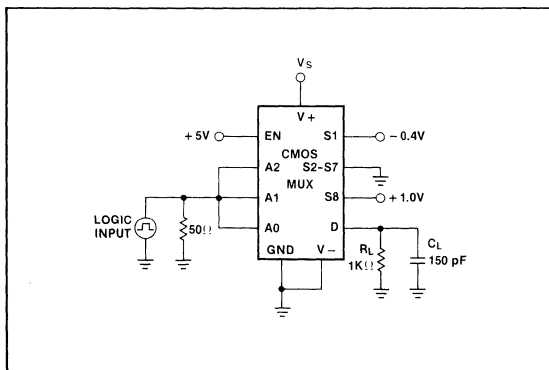 VS
V+
+5V EN S1 -0.4V
CMOS
A2 S2-S7
MUX
A1 S8 +1.0V
LOGIC
INPUT
50Ω
A0 D
GND V-
RL
1KΩ
CL
150 pF